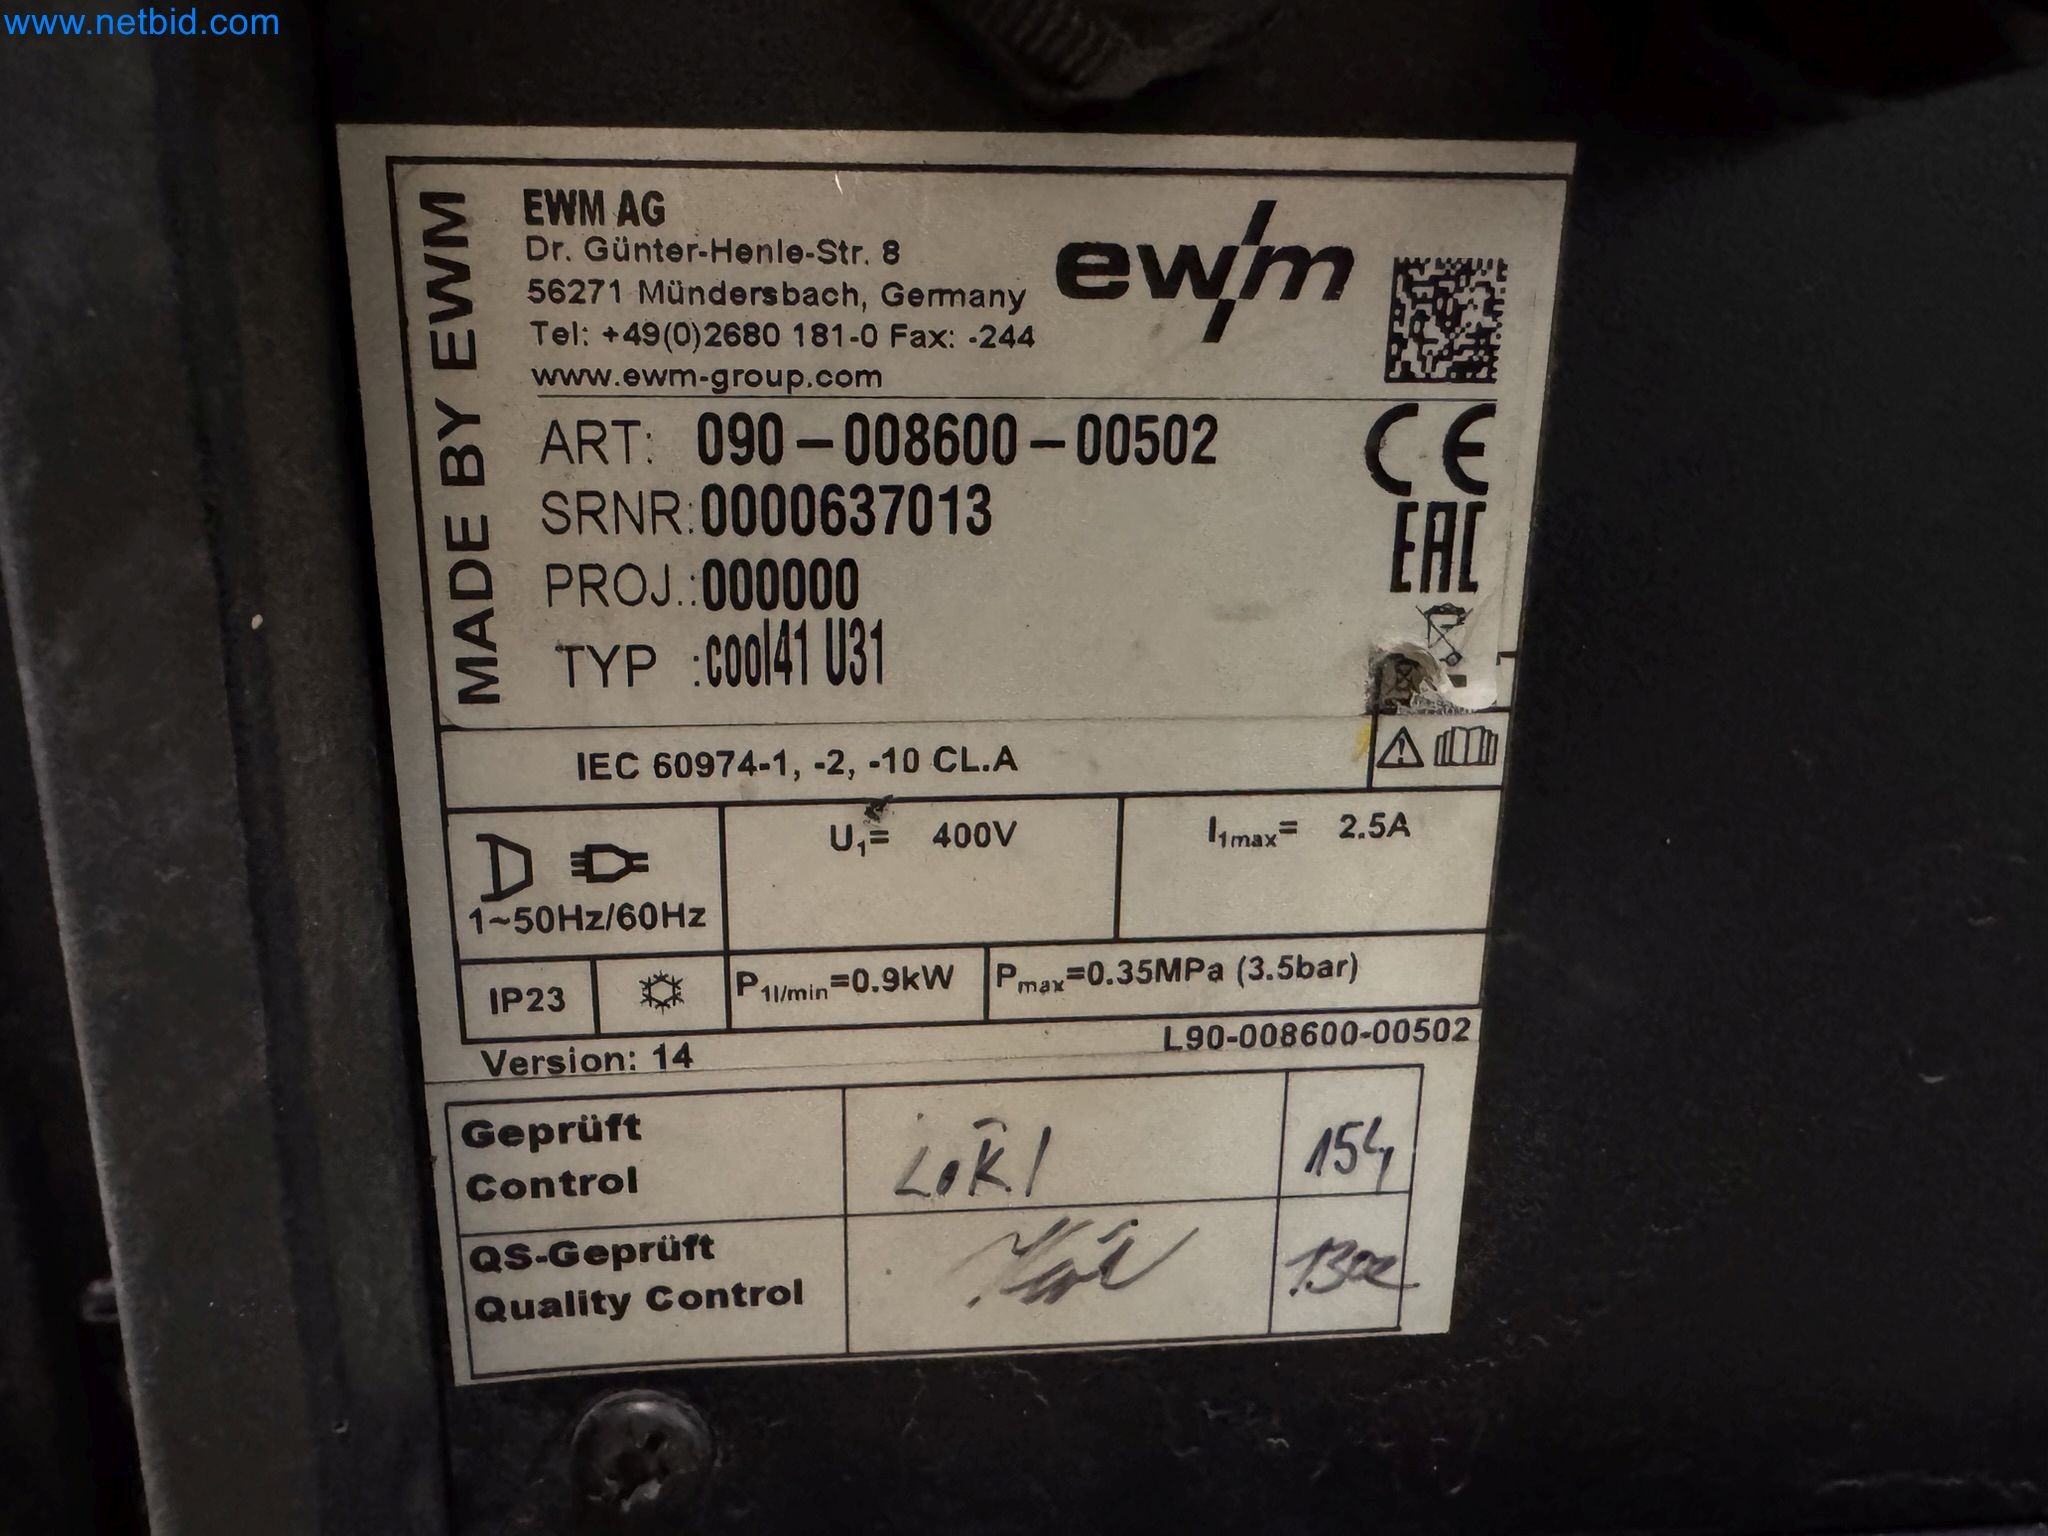 www.netbid.com
MADE BY EWM
EWM AG
Dr. Günter-Henle-Str. 8
56271 Mündersbach, Germany
Tel: +49(0)2680 181-0 Fax: -244
www.ewm-group.com
ewm
ART: 090-008600-00502
SRNR: 0000637013
PROJ.: 000000
TYP : cool41 U31
CE
EAC
IEC 60974-1, -2, -10 CL.A
1~50Hz/60Hz
U1= 400V
I1max= 2.5A
IP23
P1l/min=0.9kW
Pmax=0.35MPa (3.5bar)
Version: 14
L90-008600-00502
Geprüft
Control
154
QS-Geprüft
Quality Control